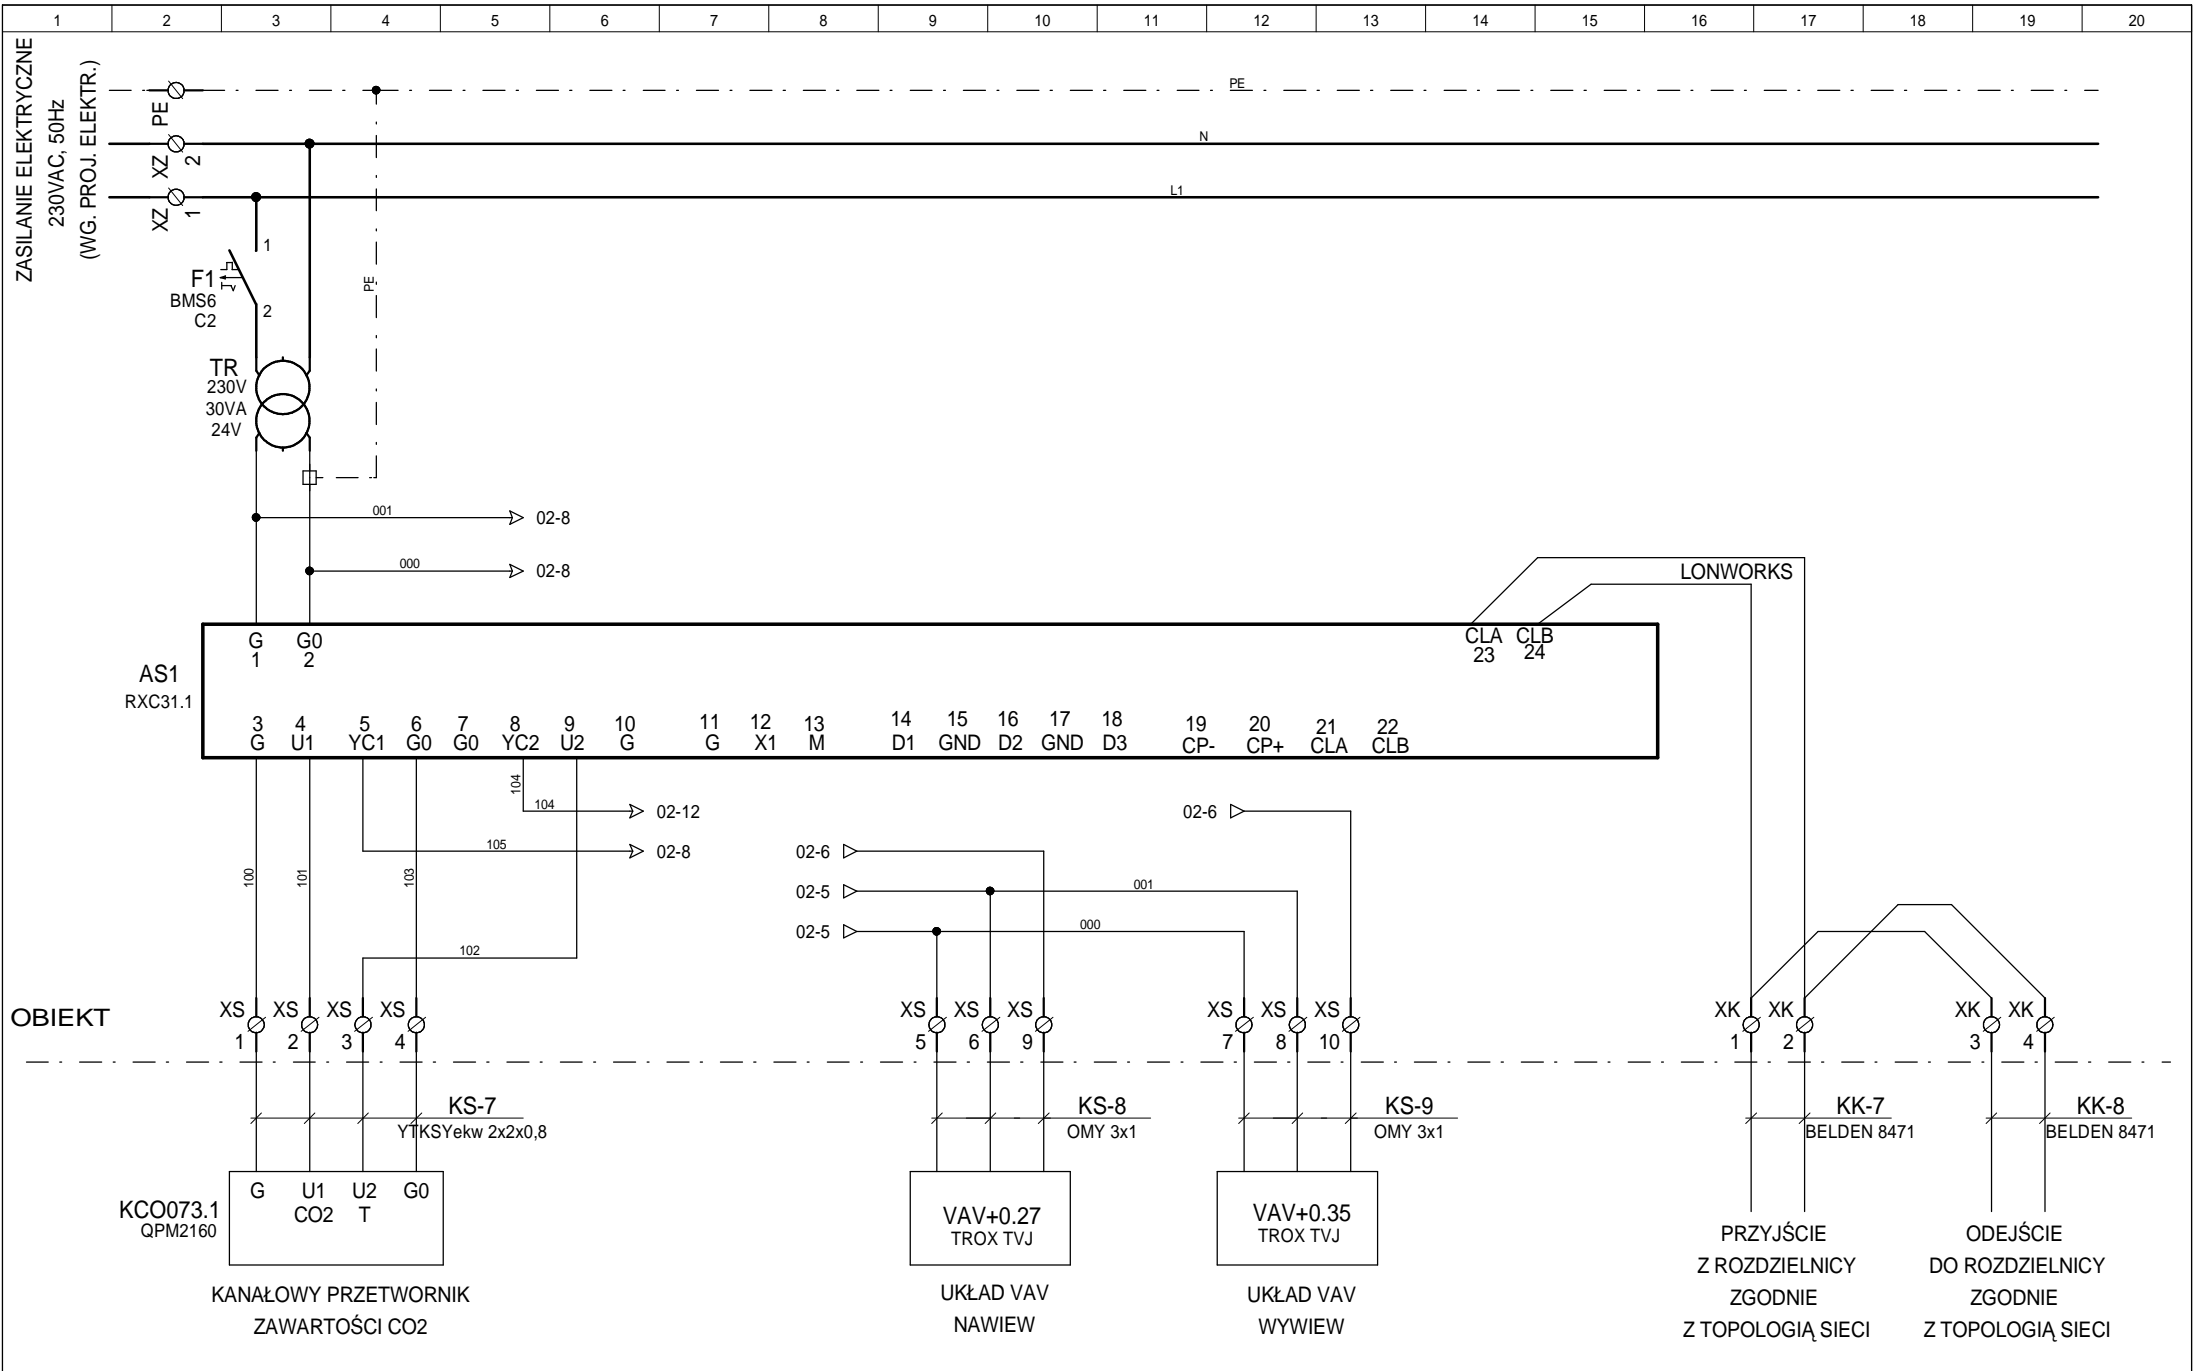 1 2 3 4 5 6 7 8 9 10 11 12 13 14 15 16 17 18 19 20
ZASILANIE ELEKTRYCZNE
230VAC, 50Hz
(WG. PROJ. ELEKTR.)
PE
XZ 2
XZ 1
PE
N
L1
PE
1
F1
BMS6
C2
2
TR
230V
30VA
24V
001 02-8
000 02-8
LONWORKS
AS1
RXC31.1
G G0 CLA CLB
1 2 23 24
3 4 5 6 7 8 9 10 11 12 13 14 15 16 17 18 19 20 21 22
G U1 YC1 G0 G0 YC2 U2 G G X1 M D1 GND D2 GND D3 CP- CP+ CLA CLB
104
104 02-12
02-6
105 02-8
02-6
100
101
103
02-5 001
02-5 000
102
OBIEKT
XS XS XS XS XS XS XS XS XS XS XK XK XK XK
1 2 3 4 5 6 9 7 8 10 1 2 3 4
KS-7
YTKSYekw 2x2x0,8
KS-8
OMY 3x1
KS-9
OMY 3x1
KK-7
BELDEN 8471
KK-8
BELDEN 8471
KCO073.1
QPM2160
G U1 U2 G0
CO2 T
KANAŁOWY PRZETWORNIK
ZAWARTOŚCI CO2
VAV+0.27
TROX TVJ
UKŁAD VAV
NAWIEW
VAV+0.35
TROX TVJ
UKŁAD VAV
WYWIEW
PRZYJŚCIE
Z ROZDZIELNICY
ZGODNIE
Z TOPOLOGIĄ SIECI
ODEJŚCIE
DO ROZDZIELNICY
ZGODNIE
Z TOPOLOGIĄ SIECI